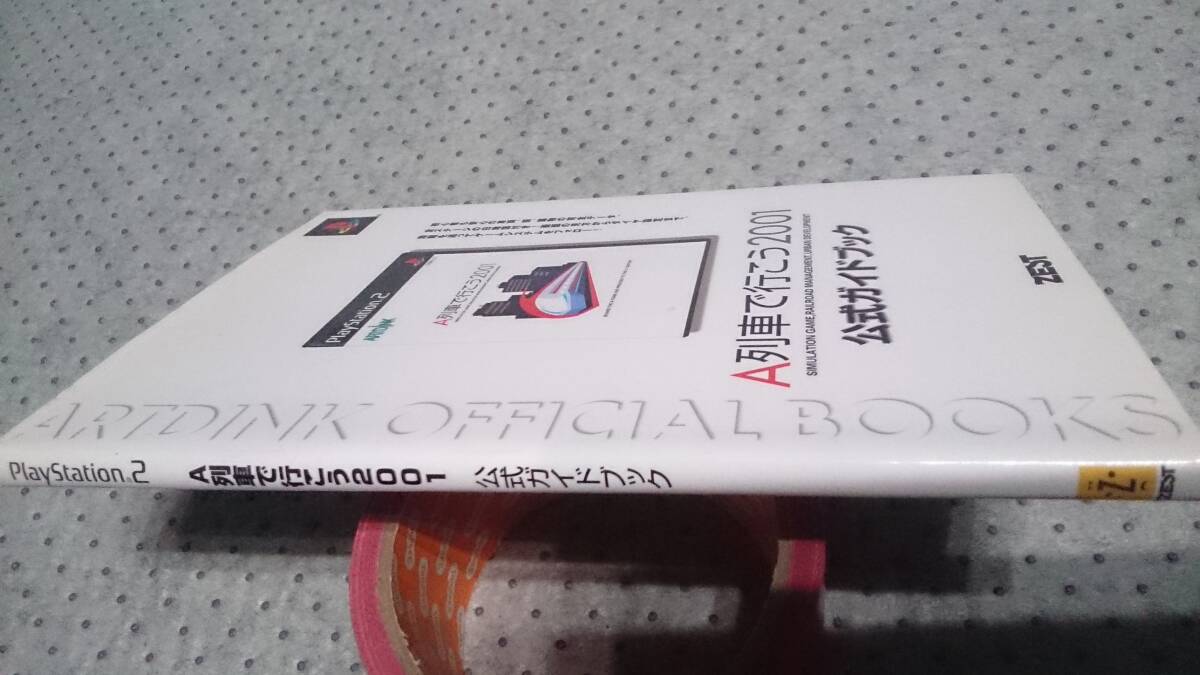 A列車で行こう2001
SIMULATION GAME, RAILROAD MANAGEMENT, URBAN DEVELOPMENT
公式ガイドブック
ZEST
PlayStation.2
ARTDINK
A列車で行こう2001
ARTDINK OFFICIAL BOOKS
PlayStation.2
A列車で行こう2001 公式ガイドブック
Z
ZEST